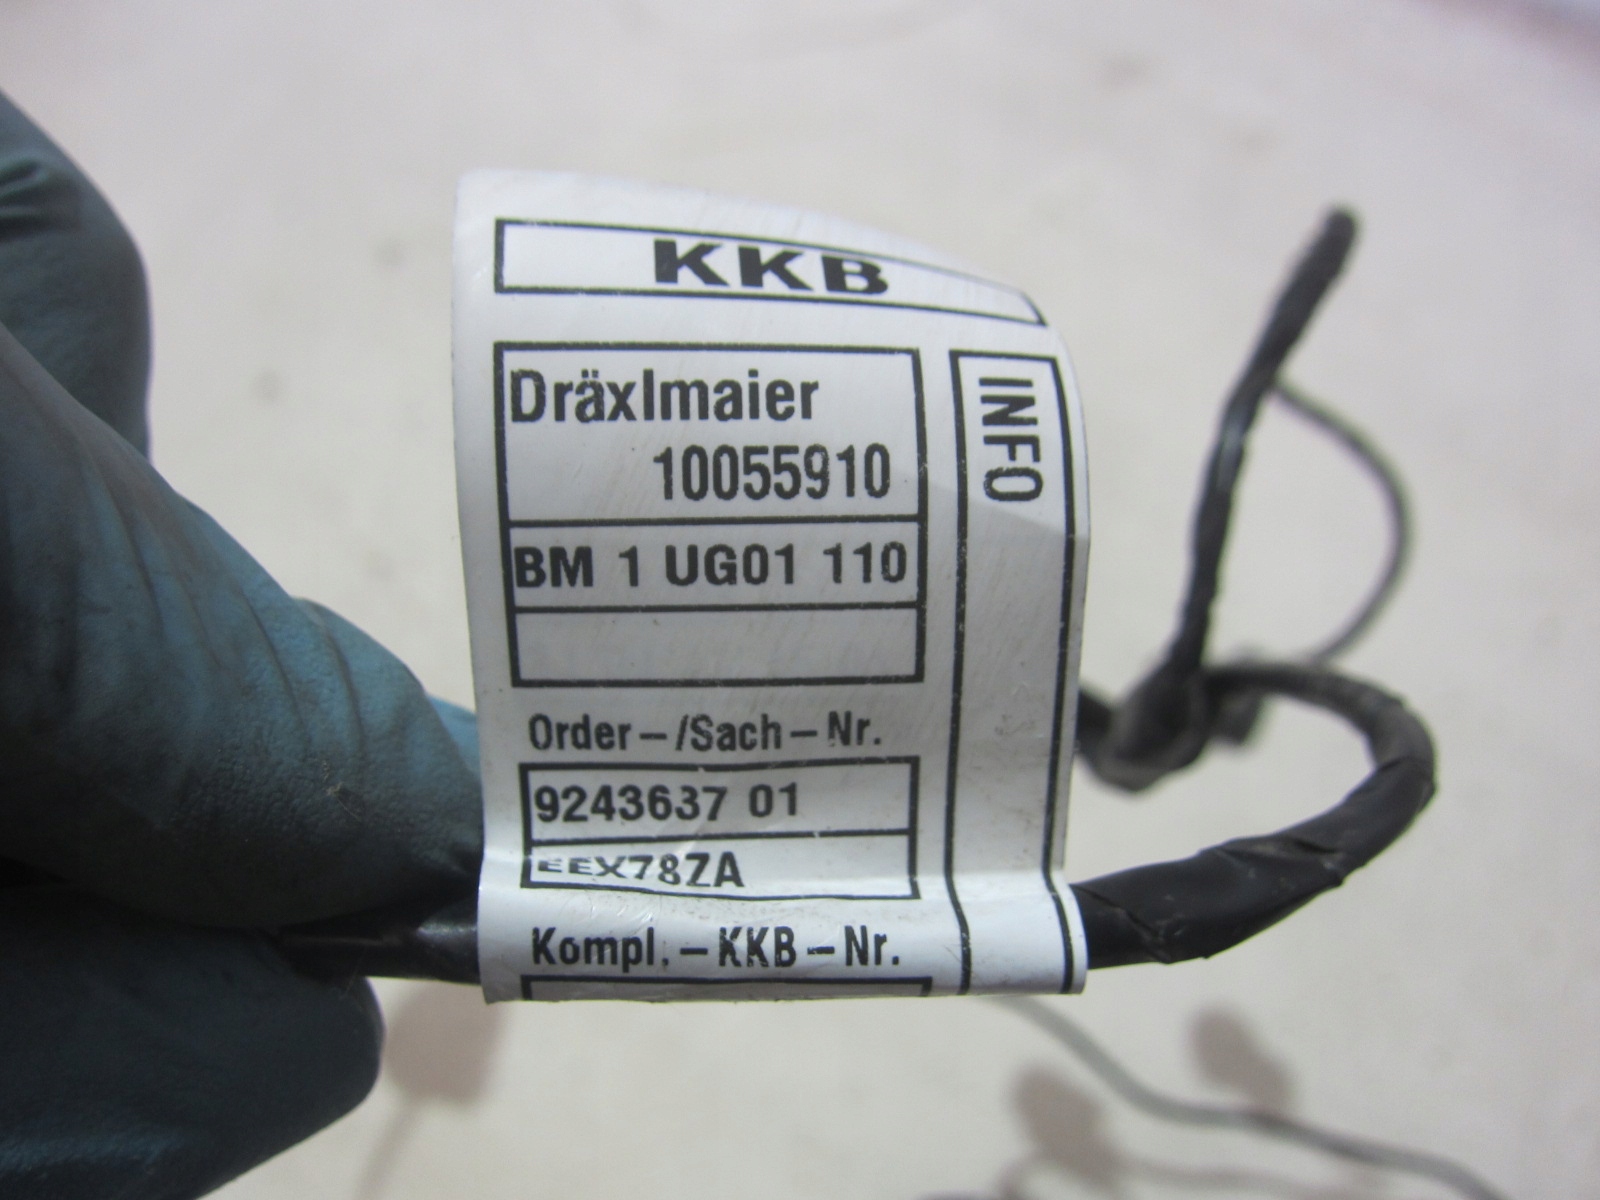 KKB
Dräxlmaier
10055910
BM 1 UG01 110
INFO
Order-/Sach-Nr.
9243637 01
EEX78ZA
Kompl.-KKB-Nr.